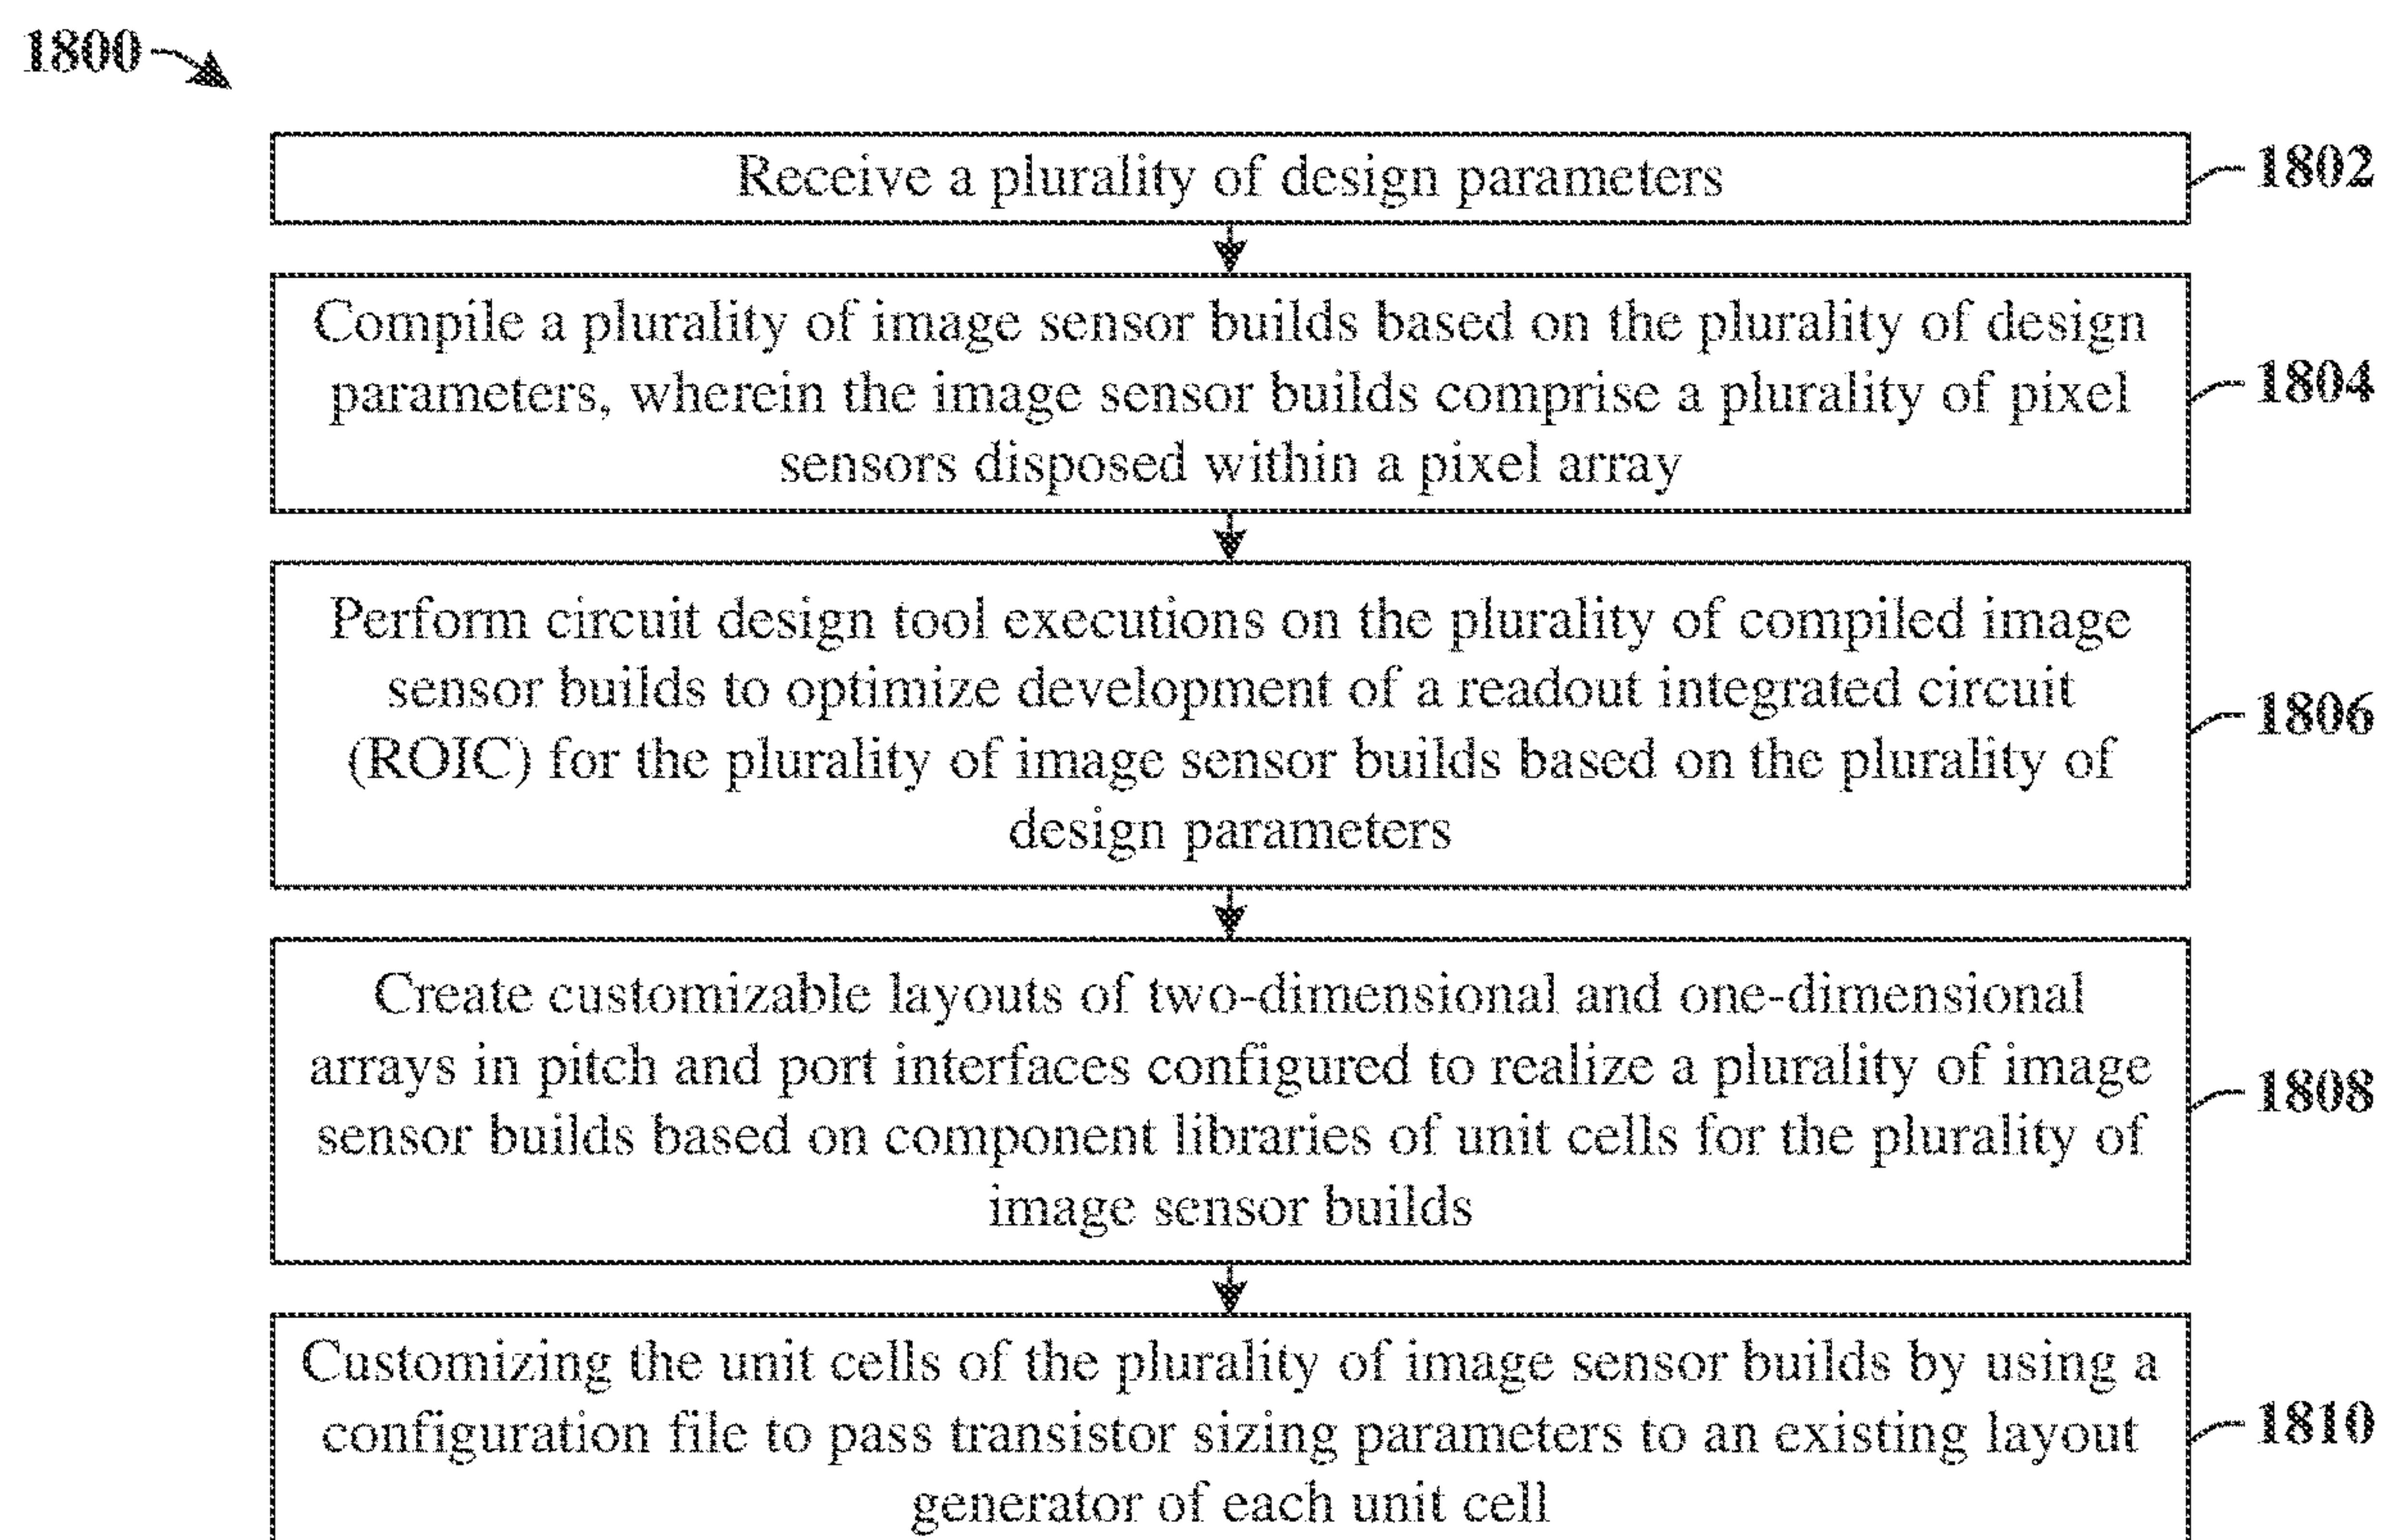 1800
Receive a plurality of design parameters
1802
Compile a plurality of image sensor builds based on the plurality of design
parameters, wherein the image sensor builds comprise a plurality of pixel
sensors disposed within a pixel array
1804
Perform circuit design tool executions on the plurality of compiled image
sensor builds to optimize development of a readout integrated circuit
(ROIC) for the plurality of image sensor builds based on the plurality of
design parameters
1806
Create customizable layouts of two-dimensional and one-dimensional
arrays in pitch and port interfaces configured to realize a plurality of image
sensor builds based on component libraries of unit cells for the plurality of
image sensor builds
1808
Customizing the unit cells of the plurality of image sensor builds by using a
configuration file to pass transistor sizing parameters to an existing layout
generator of each unit cell
1810